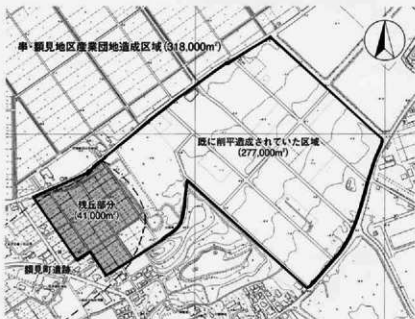 串・額見地区産業団地造成区域(318,000㎡)
既に削平造成されていた区域
(277,000㎡)
残丘部分
(41,000㎡)
額見町遺跡